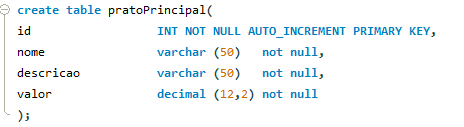 create table pratoPrincipal(
id INT NOT NULL AUTO_INCREMENT PRIMARY KEY,
nome varchar (50) not null,
descricao varchar (50) not null,
valor decimal (12,2) not null
);